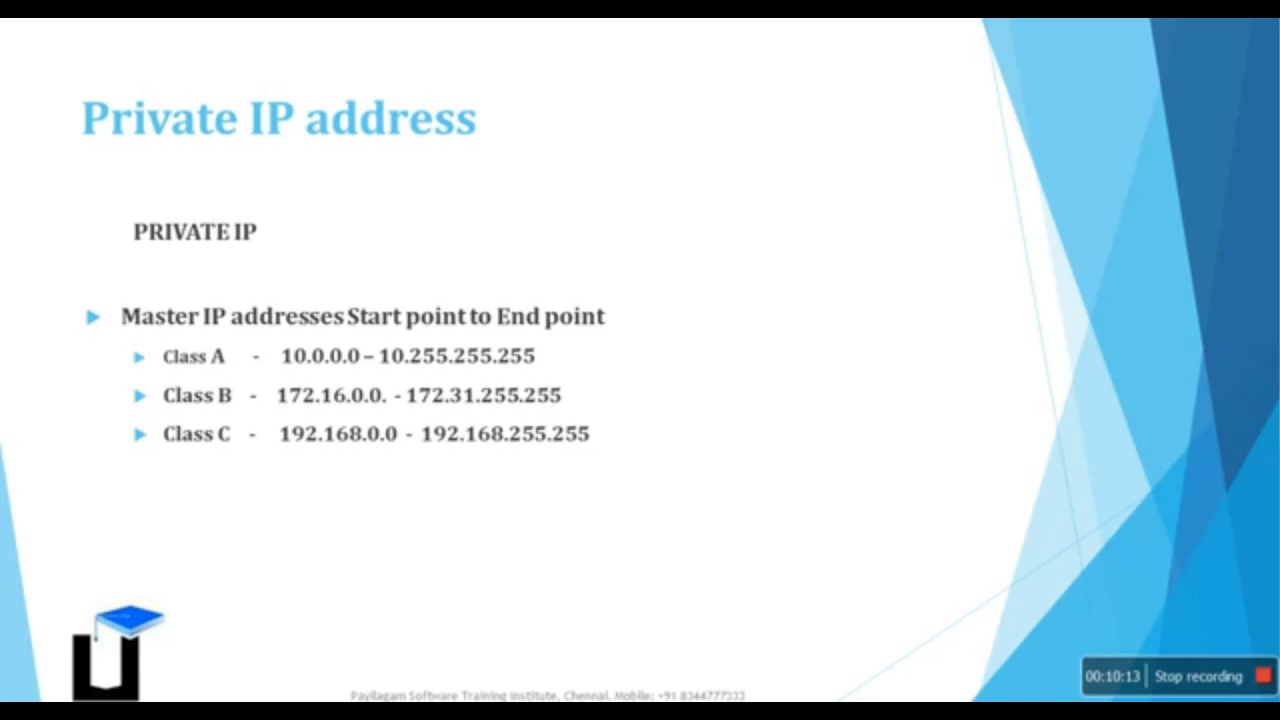 Private IP address
PRIVATE IP
Master IP addresses Start point to End point
Class A - 10.0.0.0 – 10.255.255.255
Class B - 172.16.0.0. - 172.31.255.255
Class C - 192.168.0.0 - 192.168.255.255
Payilagam Software Training Institute, Chennai. Mobile: +91 8344777333
00:10:13 Stop recording